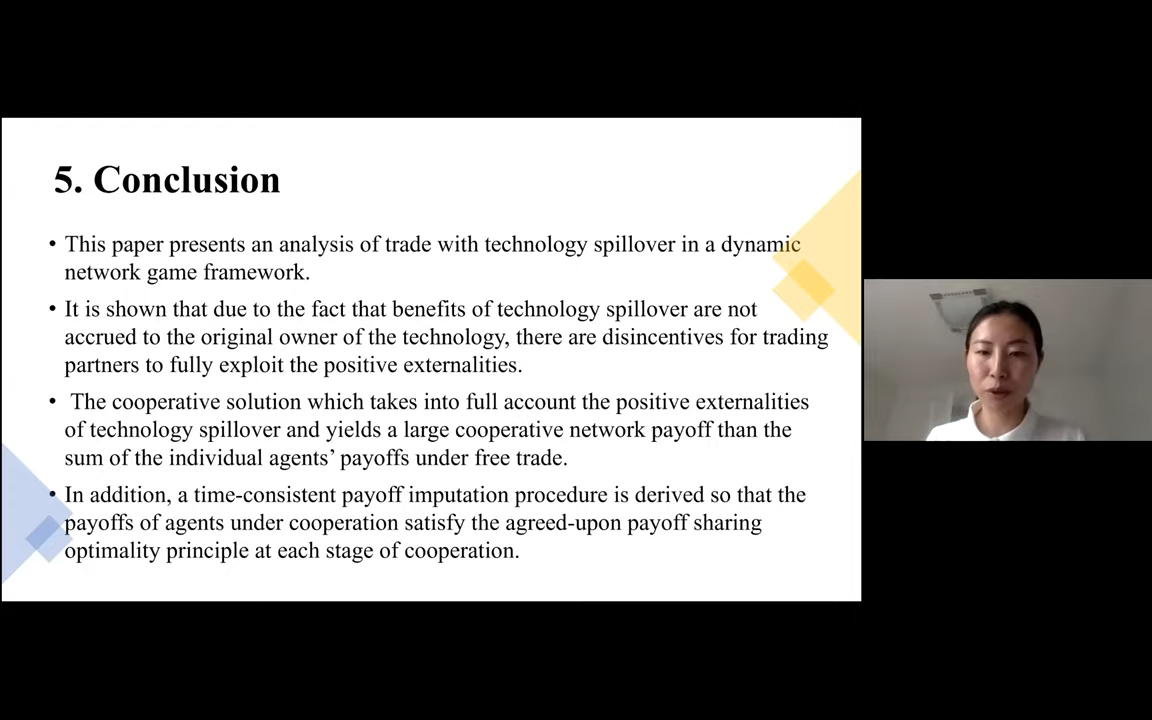 5. Conclusion
• This paper presents an analysis of trade with technology spillover in a dynamic
network game framework.
• It is shown that due to the fact that benefits of technology spillover are not
accrued to the original owner of the technology, there are disincentives for trading
partners to fully exploit the positive externalities.
• The cooperative solution which takes into full account the positive externalities
of technology spillover and yields a large cooperative network payoff than the
sum of the individual agents’ payoffs under free trade.
• In addition, a time-consistent payoff imputation procedure is derived so that the
payoffs of agents under cooperation satisfy the agreed-upon payoff sharing
optimality principle at each stage of cooperation.